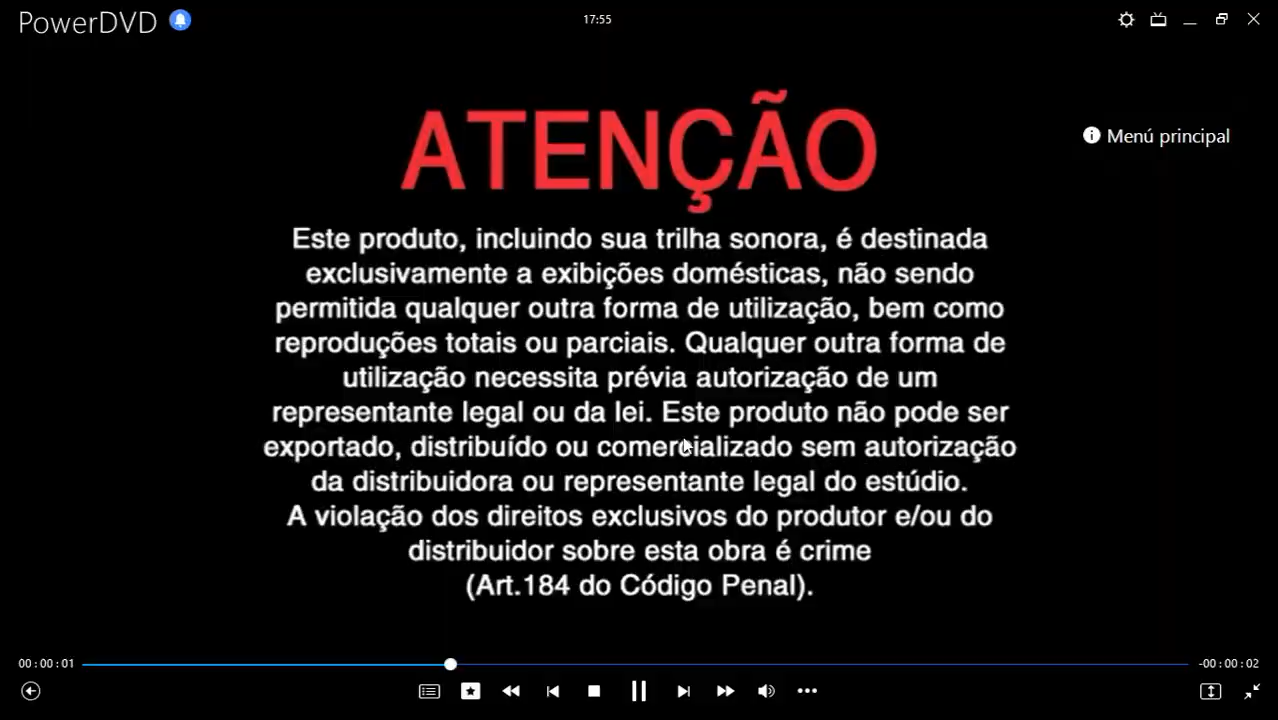 PowerDVD
17:55
ATENÇÃO
Menú principal
Este produto, incluindo sua trilha sonora, é destinada
exclusivamente a exibições domésticas, não sendo
permitida qualquer outra forma de utilização, bem como
reproduções totais ou parciais. Qualquer outra forma de
utilização necessita prévia autorização de um
representante legal ou da lei. Este produto não pode ser
exportado, distribuído ou comercializado sem autorização
da distribuidora ou representante legal do estúdio.
A violação dos direitos exclusivos do produtor e/ou do
distribuidor sobre esta obra é crime
(Art.184 do Código Penal).
00:00:01
-00:00:02